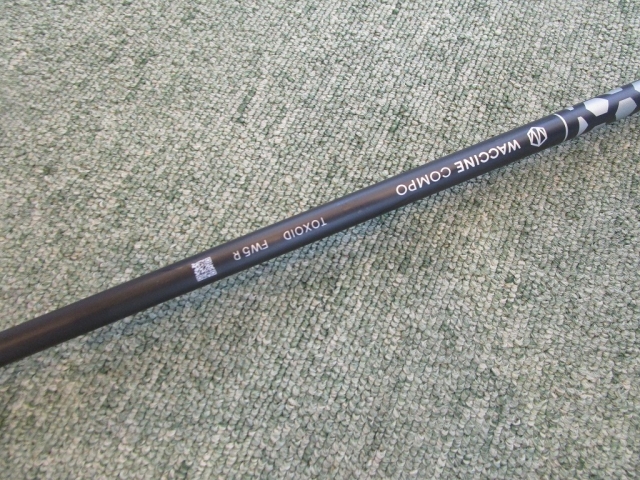 WACCINE COMPO
TOXOID FW5 R